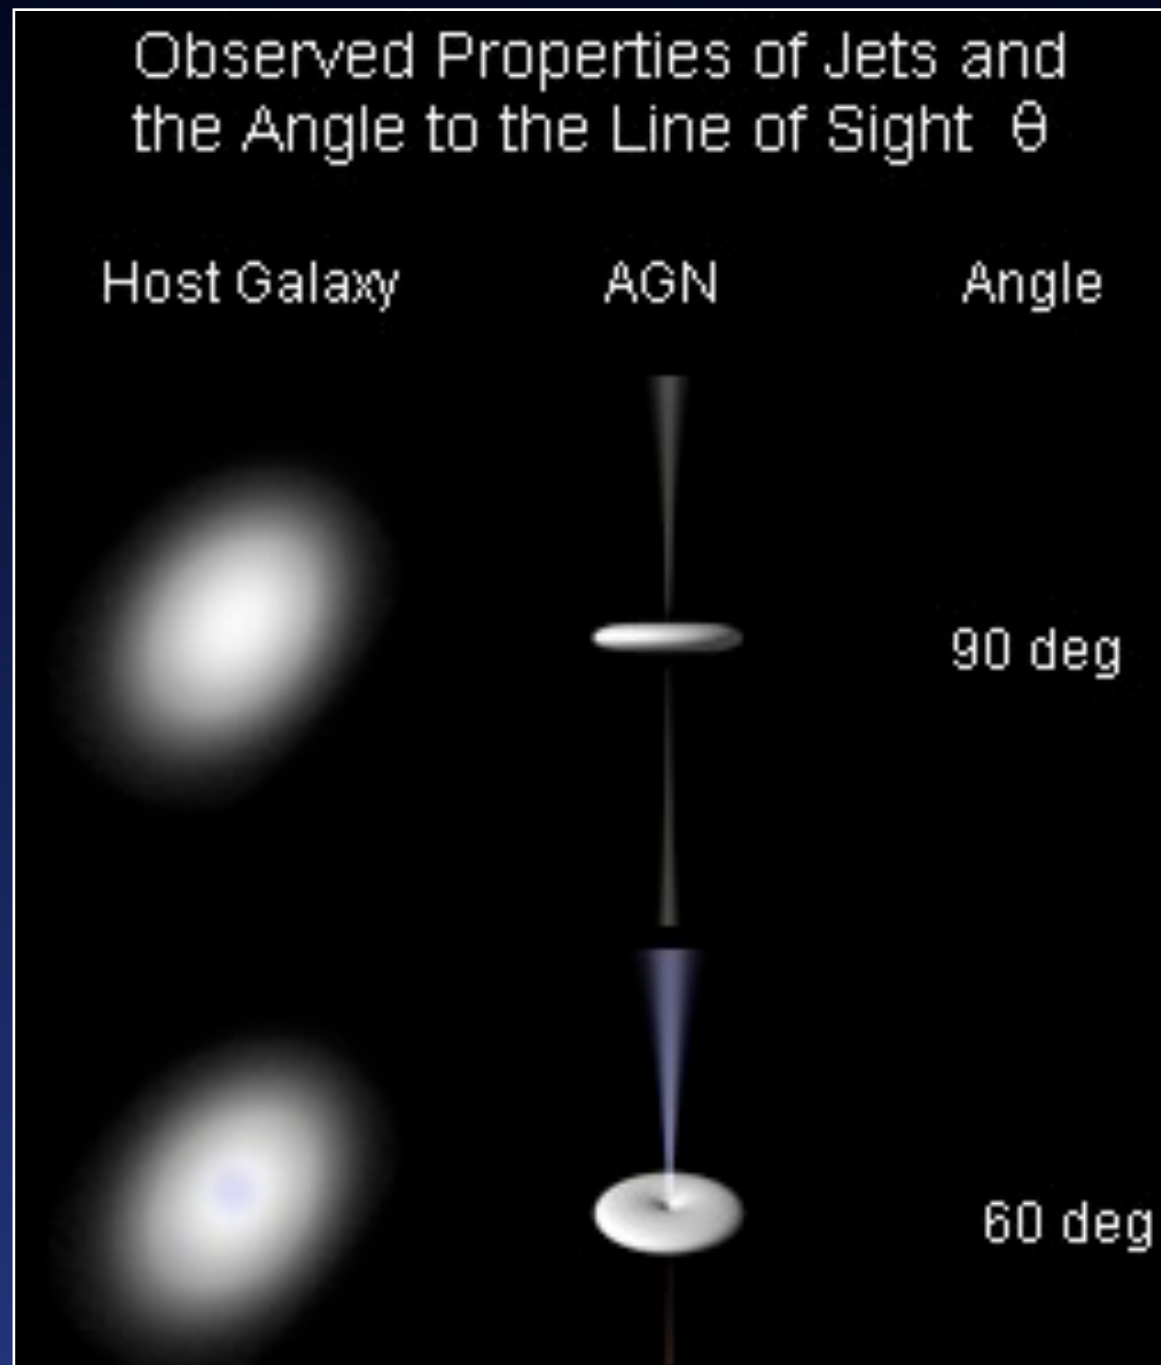 Observed Properties of Jets and
the Angle to the Line of Sight θ
Host Galaxy AGN Angle
90 deg
60 deg